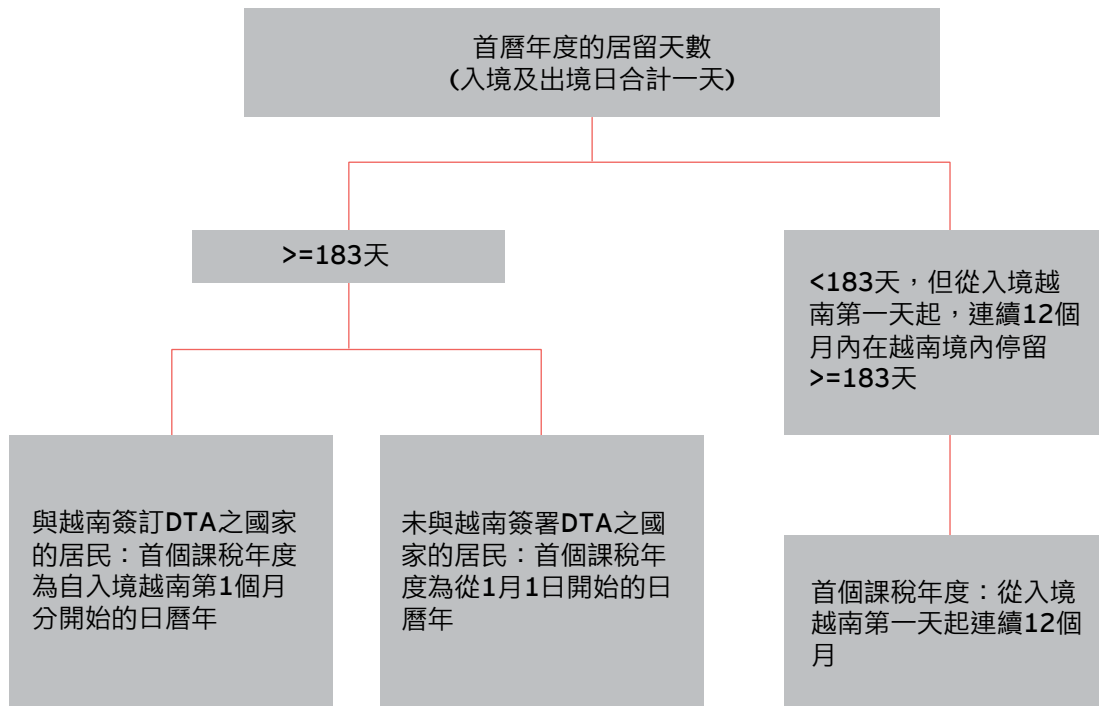 首曆年度的居留天數
(入境及出境日合計一天)
>=183天
<183天，但從入境越
南第一天起，連續12個
月內在越南境內停留
>=183天
與越南簽訂DTA之國家
的居民：首個課稅年度
為自入境越南第1個月
分開始的日曆年
未與越南簽署DTA之國
家的居民：首個課稅年
度為從1月1日開始的日
曆年
首個課稅年度：從入境
越南第一天起連續12個
月